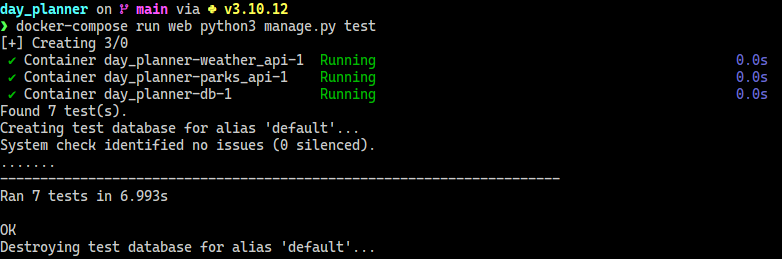 day_planner on main via v3.10.12
❯ docker-compose run web python3 manage.py test
[+] Creating 3/0
✔ Container day_planner-weather_api-1 Running 0.0s
✔ Container day_planner-parks_api-1 Running 0.0s
✔ Container day_planner-db-1 Running 0.0s
Found 7 test(s).
Creating test database for alias 'default'...
System check identified no issues (0 silenced).
.......
----------------------------------------------------------------------
Ran 7 tests in 6.993s
OK
Destroying test database for alias 'default'...